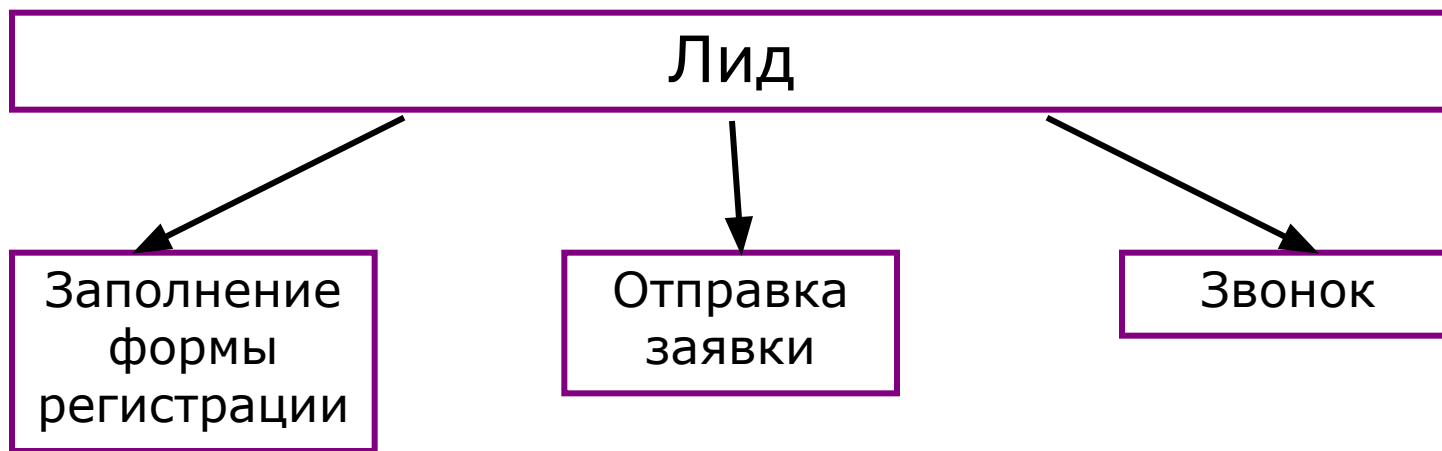 Лид
Заполнение
формы
регистрации
Отправка
заявки
Звонок